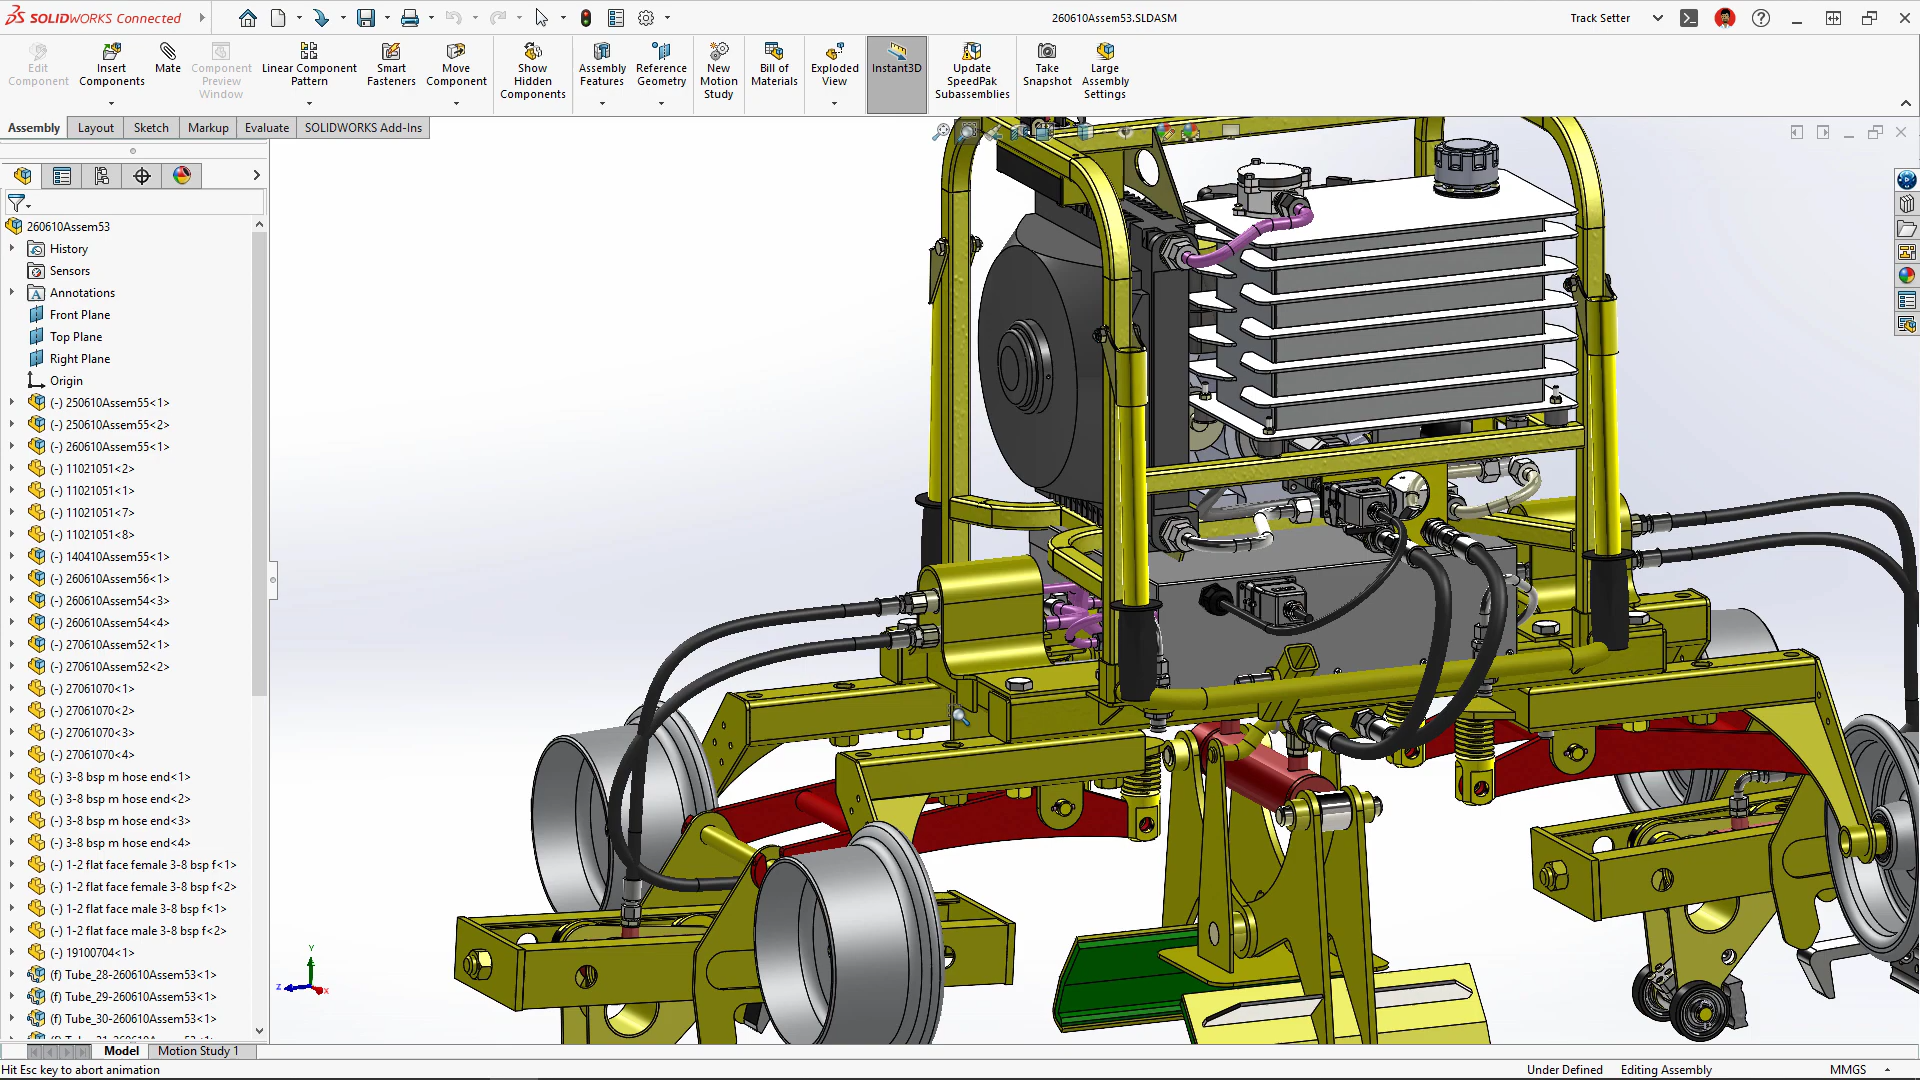 SOLIDWORKS Connected
260610Assem53.SLDASM
Track Setter
Edit Component
Insert Components
Mate
Component Preview Window
Linear Component Pattern
Smart Fasteners
Move Component
Show Hidden Components
Assembly Features
Reference Geometry
New Motion Study
Bill of Materials
Exploded View
Instant3D
Update SpeedPak Subassemblies
Take Snapshot
Large Assembly Settings
Assembly
Layout
Sketch
Markup
Evaluate
SOLIDWORKS Add-Ins
260610Assem53
History
Sensors
Annotations
Front Plane
Top Plane
Right Plane
Origin
(-) 250610Assem55<1>
(-) 250610Assem55<2>
(-) 260610Assem55<1>
(-) 11021051<2>
(-) 11021051<1>
(-) 11021051<7>
(-) 11021051<8>
(-) 140410Assem55<1>
(-) 260610Assem56<1>
(-) 260610Assem54<3>
(-) 260610Assem54<4>
(-) 270610Assem52<1>
(-) 270610Assem52<2>
(-) 27061070<1>
(-) 27061070<2>
(-) 27061070<3>
(-) 27061070<4>
(-) 3-8 bsp m hose end<1>
(-) 3-8 bsp m hose end<2>
(-) 3-8 bsp m hose end<3>
(-) 3-8 bsp m hose end<4>
(-) 1-2 flat face female 3-8 bsp f<1>
(-) 1-2 flat face female 3-8 bsp f<2>
(-) 1-2 flat face male 3-8 bsp f<1>
(-) 1-2 flat face male 3-8 bsp f<2>
(-) 19100704<1>
(f) Tube_28-260610Assem53<1>
(f) Tube_29-260610Assem53<1>
(f) Tube_30-260610Assem53<1>
Y
Z
X
Model
Motion Study 1
Hit Esc key to abort animation
Under Defined
Editing Assembly
MMGS